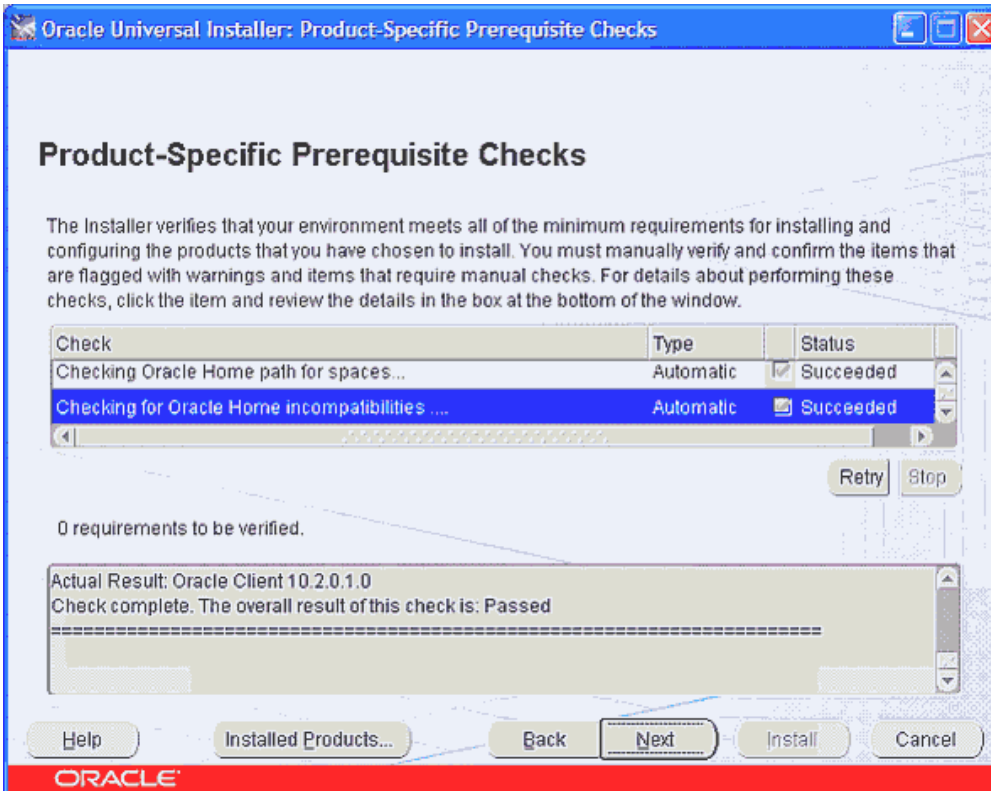 Oracle Universal Installer: Product-Specific Prerequisite Checks
Product-Specific Prerequisite Checks
The Installer verifies that your environment meets all of the minimum requirements for installing and
configuring the products that you have chosen to install. You must manually verify and confirm the items that
are flagged with warnings and items that require manual checks. For details about performing these
checks, click the item and review the details in the box at the bottom of the window.
Check Type Status
Checking Oracle Home path for spaces... Automatic Succeeded
Checking for Oracle Home incompatibilities .... Automatic Succeeded
Retry Stop
0 requirements to be verified.
Actual Result: Oracle Client 10.2.0.1.0
Check complete. The overall result of this check is: Passed
========================================================================
Help Installed Products... Back Next Install Cancel
ORACLE